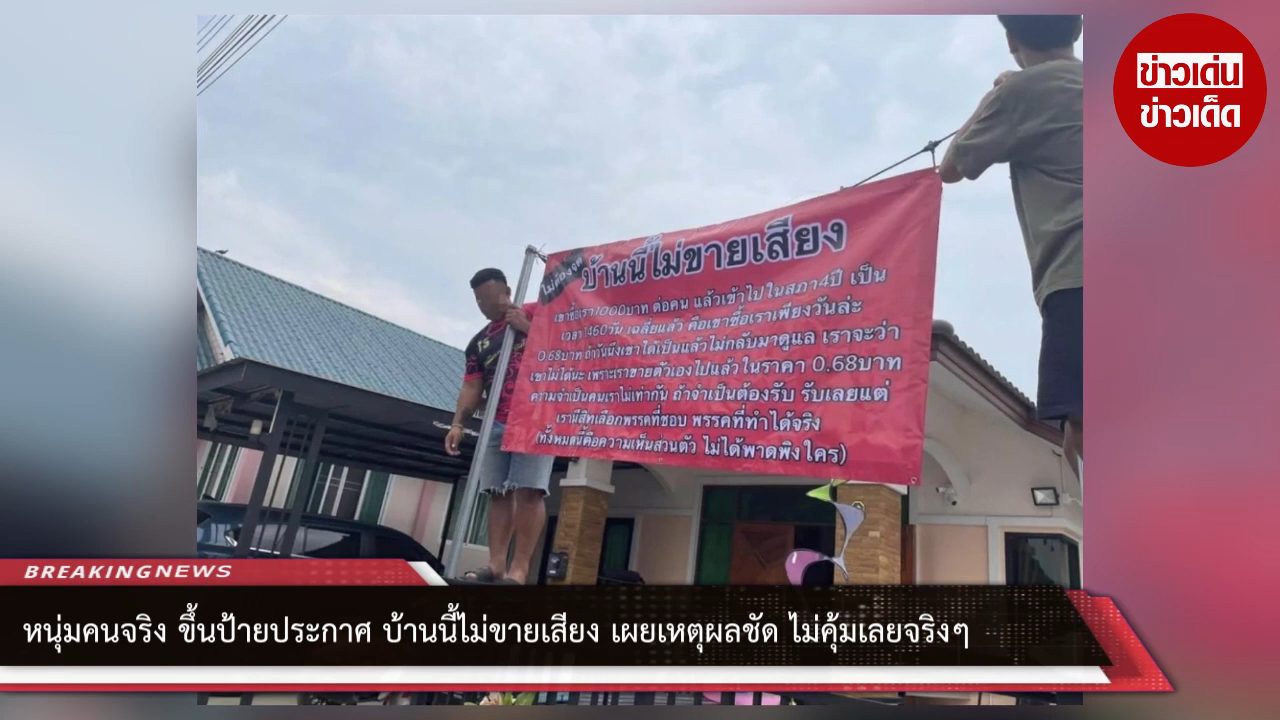 ข่าวเด่น
ข่าวเด็ด
ไม่ต้องจด
บ้านนี้ไม่ขายเสียง
เขาซื้อเรา1000บาท ต่อคน แล้วเข้าไปในสภา4ปี เป็น
เวลา1460วัน เฉลี่ยแล้ว คือเขาซื้อเราเพียงวันล่ะ
0.68บาท ถ้าวันนึงเขาได้เป็นแล้วไม่กลับมาดูแล เราจะว่า
เขาไม่ได้นะ เพราะเราขายตัวเองไปแล้วในราคา 0.68บาท
ความจำเป็นคนเราไม่เท่ากัน ถ้าจำเป็นต้องรับ รับเลยแต่
เรามีสิทเลือกพรรคที่ชอบ พรรคที่ทำได้จริง
(ทั้งหมดนี้คือความเห็นส่วนตัว ไม่ได้พาดพิงใคร)
BREAKINGNEWS
หนุ่มคนจริง ขึ้นป้ายประกาศ บ้านนี้ไม่ขายเสียง เผยเหตุผลชัด ไม่คุ้มเลยจริงๆ